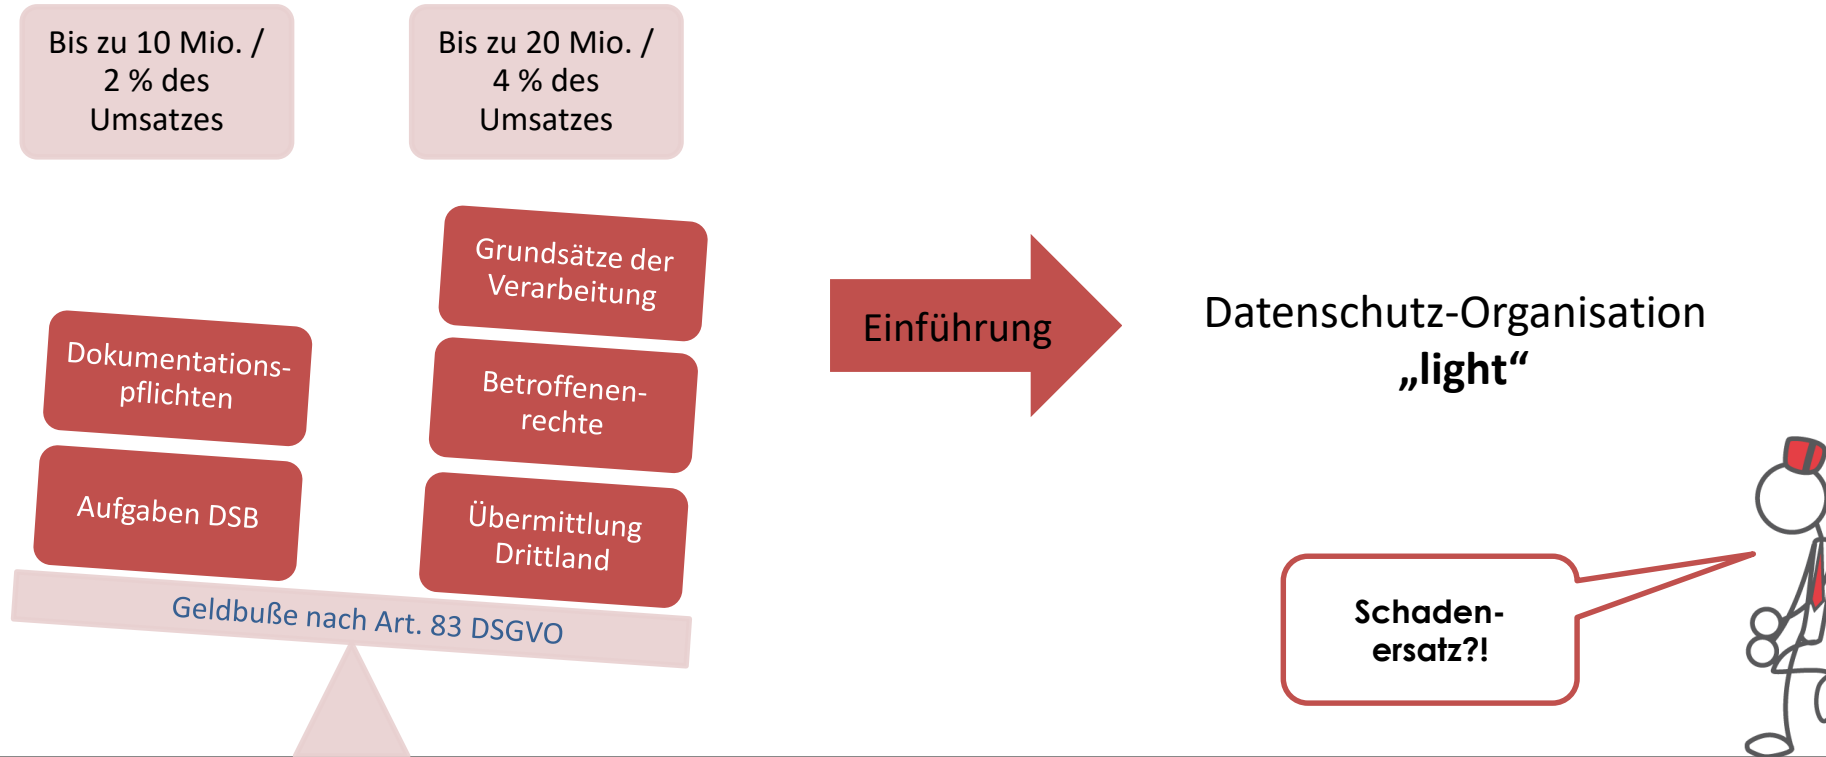 Bis zu 10 Mio. /
2 % des
Umsatzes
Bis zu 20 Mio. /
4 % des
Umsatzes
Dokumentations-
pflichten
Aufgaben DSB
Grundsätze der
Verarbeitung
Betroffenen-
rechte
Übermittlung
Drittland
Geldbuße nach Art. 83 DSGVO
Einführung
Datenschutz-Organisation
„light“
Schaden-
ersatz?!